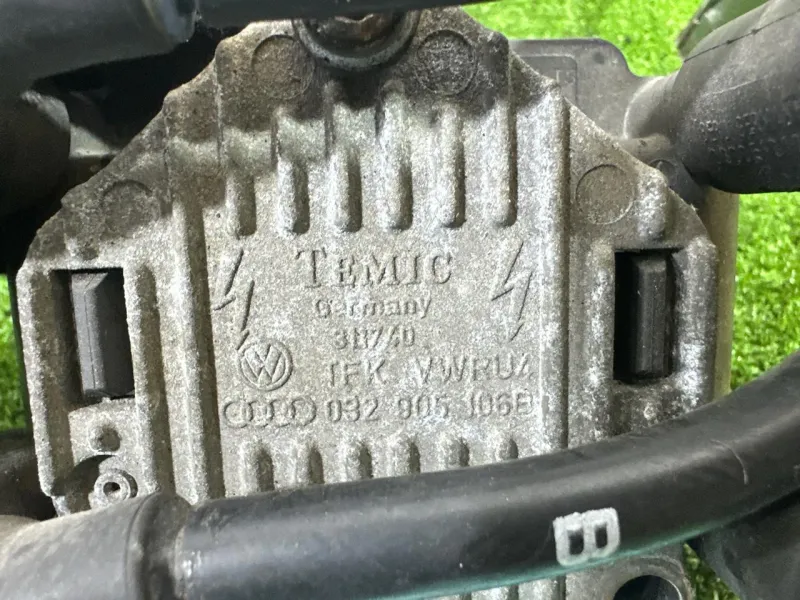 TEMIC
Germany
TFK VWRU4
032 905 106B
B